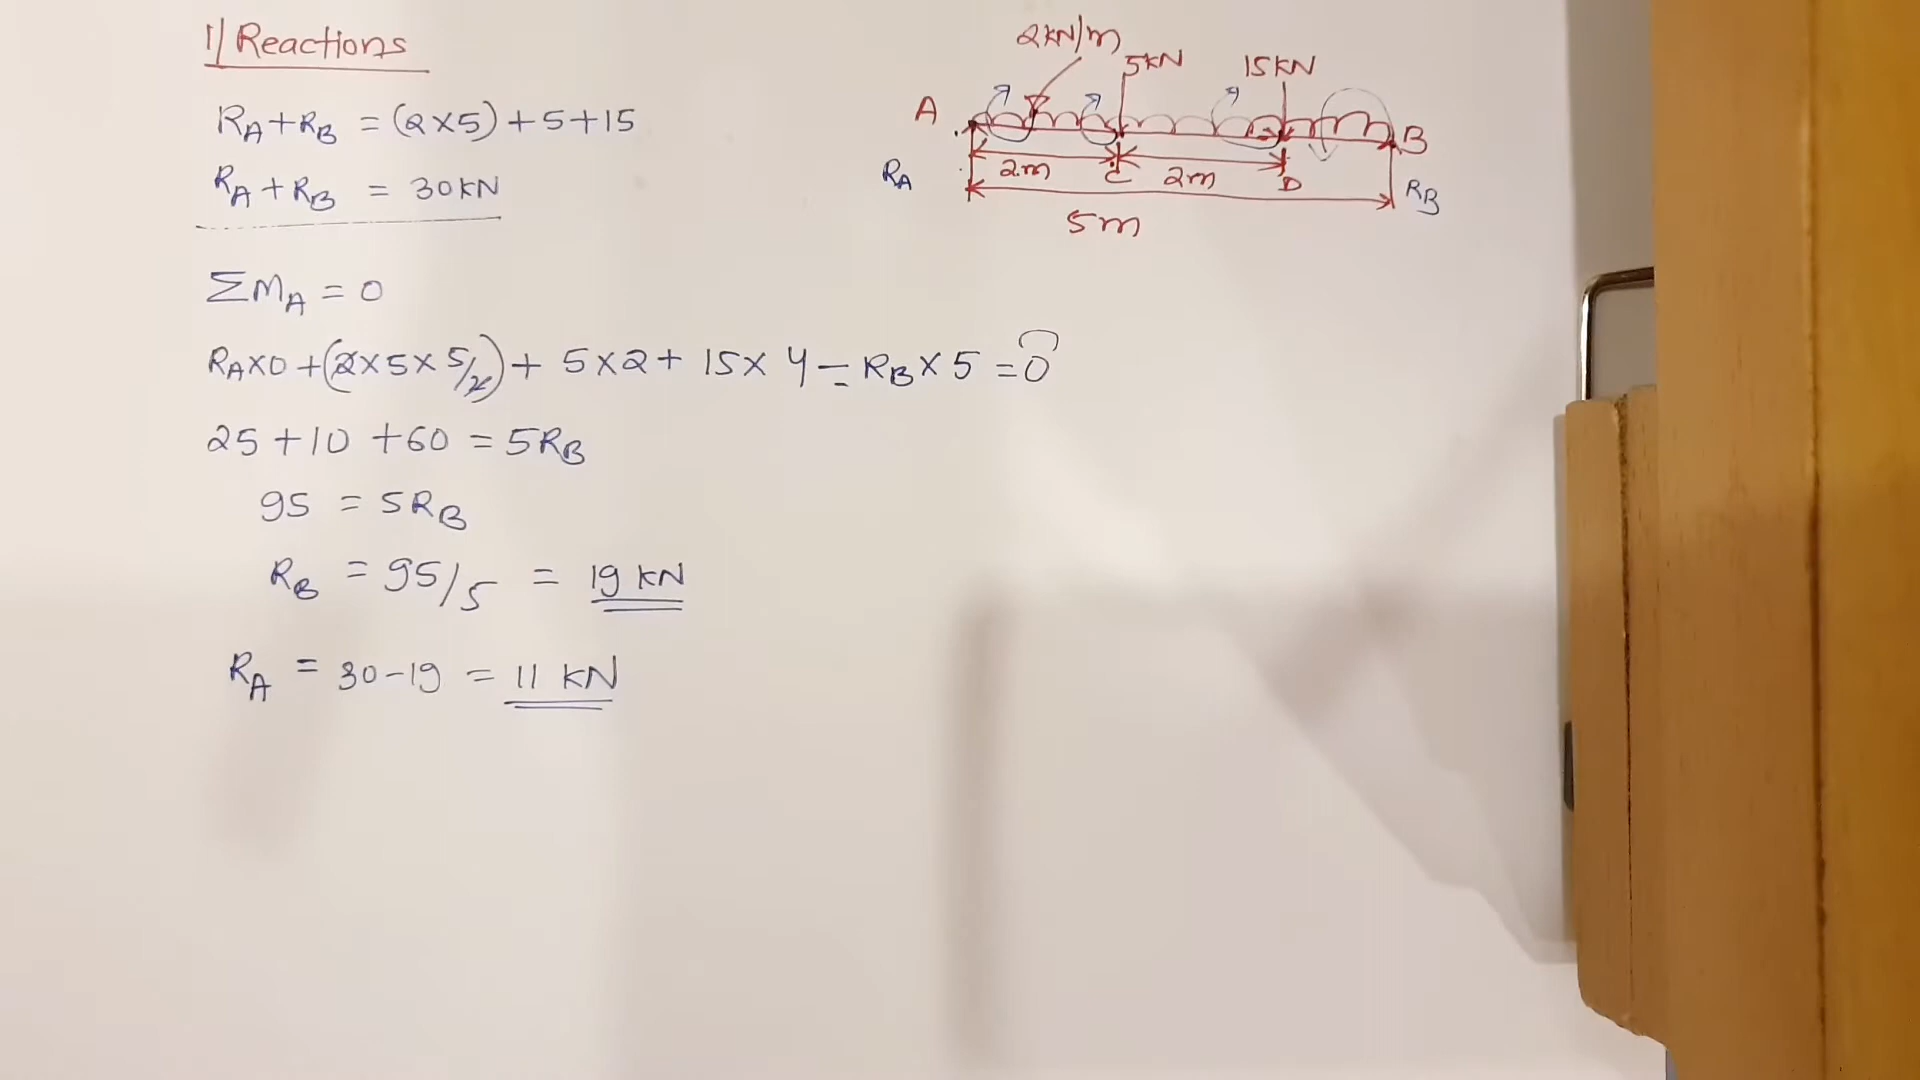 1| Reactions
RA+RB = (2×5)+5+15
RA+RB = 30kN
ΣMA = 0
RA×0+(2×5×5/2)+ 5×2+ 15× 4 - RB×5 = 0
25+10 +60 = 5RB
95 = 5RB
RB = 95/5 = 19 kN
RA = 30-19 = 11 kN
2kN/m
5kN
15kN
A
B
2m
C
2m
D
RA
RB
5m